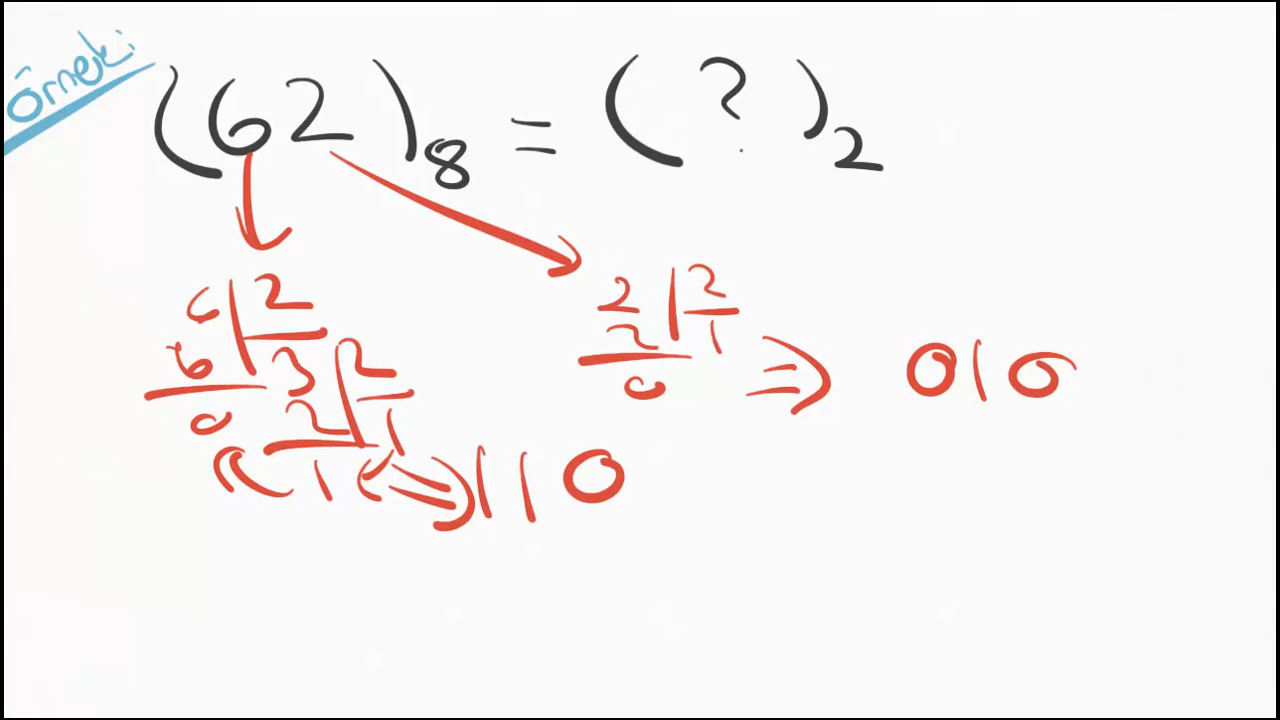 Örnek:
(62)8 = (?)2
6 2 2 2
6 3 2 2 1
0 2 1 0 ⇒ 010
1 ⇒ 110